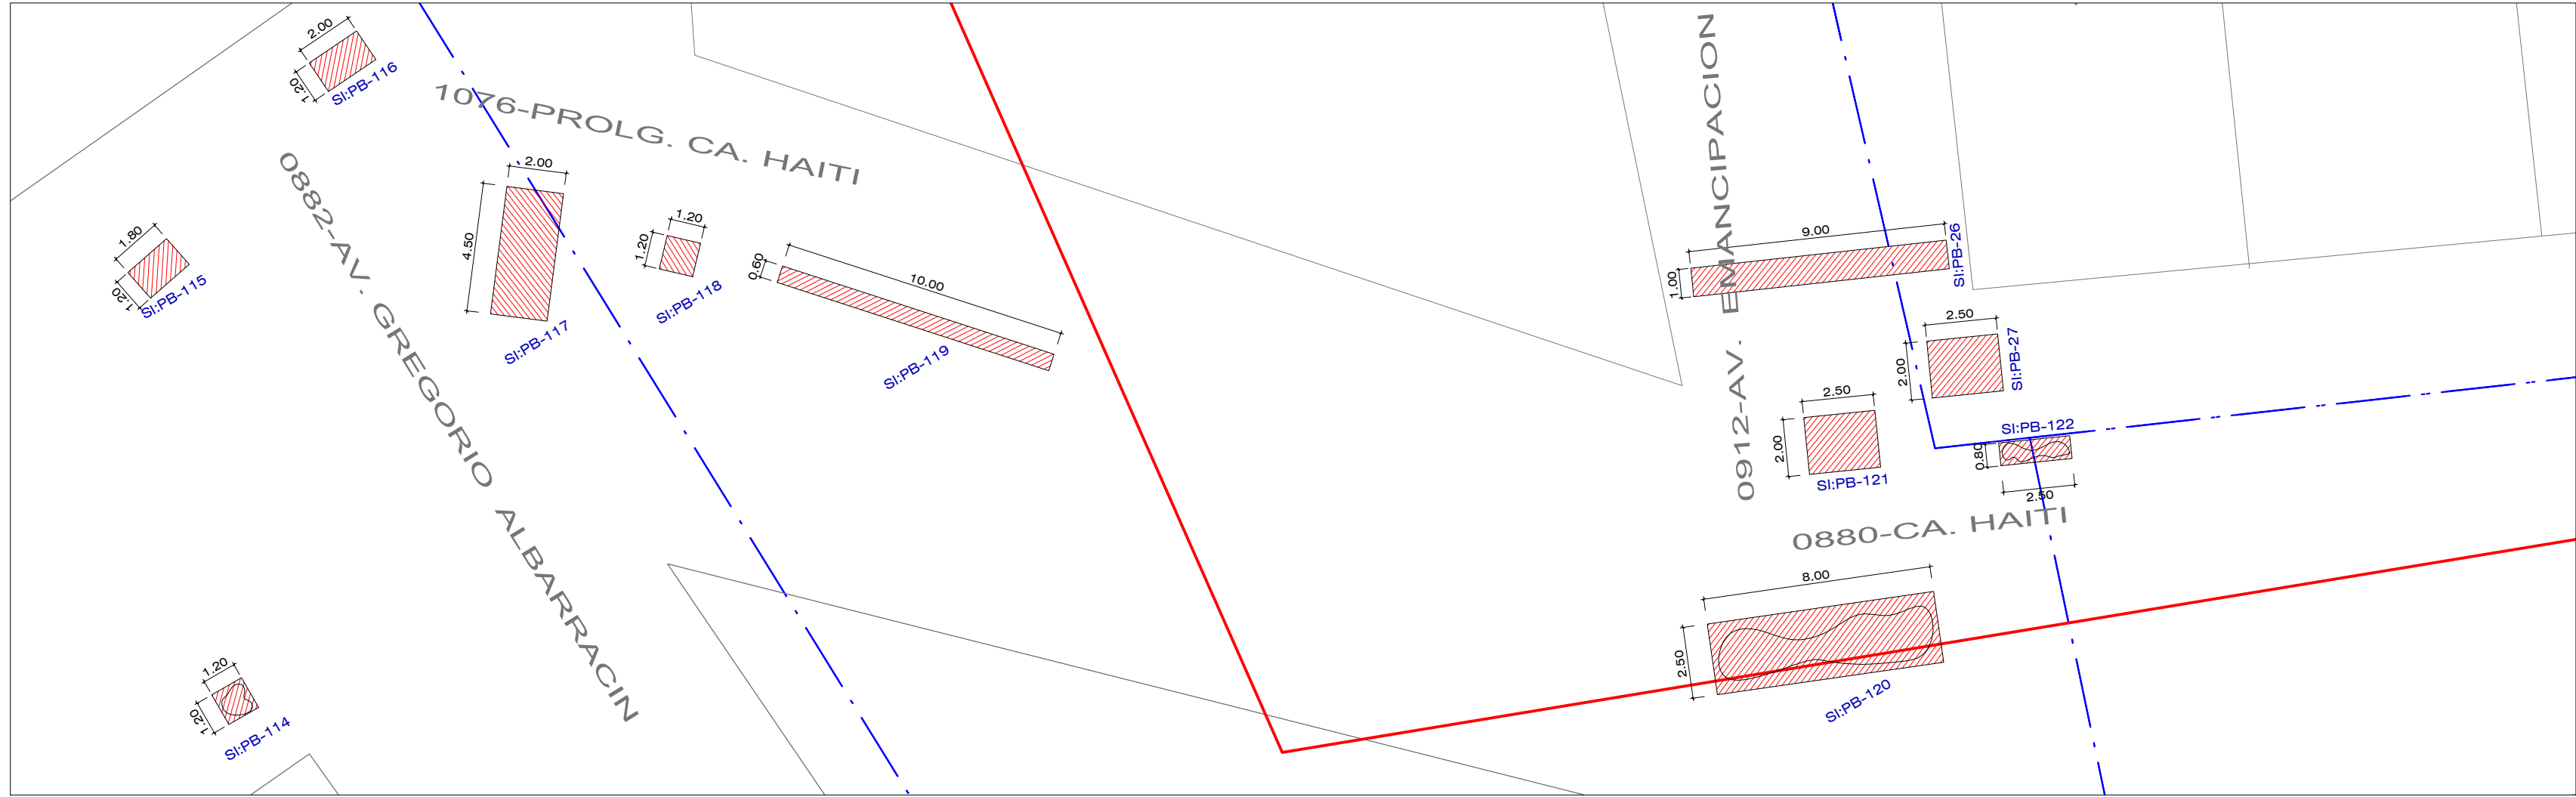 2.00
1.20
SI:PB-116
1076-PROLG. CA. HAITI
0882-AV. GREGORIO ALBARRACIN
1.80
1.20
SI:PB-115
2.00
4.50
SI:PB-117
1.20
1.20
SI:PB-118
0.60
10.00
SI:PB-119
1.20
1.20
SI:PB-114
0912-AV. EMANCIPACION
9.00
1.00
SI:PB-26
2.50
2.00
SI:PB-27
2.50
2.00
SI:PB-121
SI:PB-122
0.80
2.50
0880-CA. HAITI
8.00
2.50
SI:PB-120